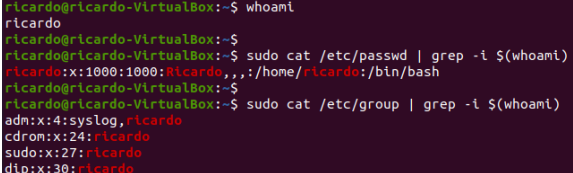 ricardo@ricardo-VirtualBox:~$ whoami
ricardo
ricardo@ricardo-VirtualBox:~$
ricardo@ricardo-VirtualBox:~$ sudo cat /etc/passwd | grep -i $(whoami)
ricardo:x:1000:1000:Ricardo,,,:/home/ricardo:/bin/bash
ricardo@ricardo-VirtualBox:~$
ricardo@ricardo-VirtualBox:~$ sudo cat /etc/group | grep -i $(whoami)
adm:x:4:syslog,ricardo
cdrom:x:24:ricardo
sudo:x:27:ricardo
dip:x:30:ricardo